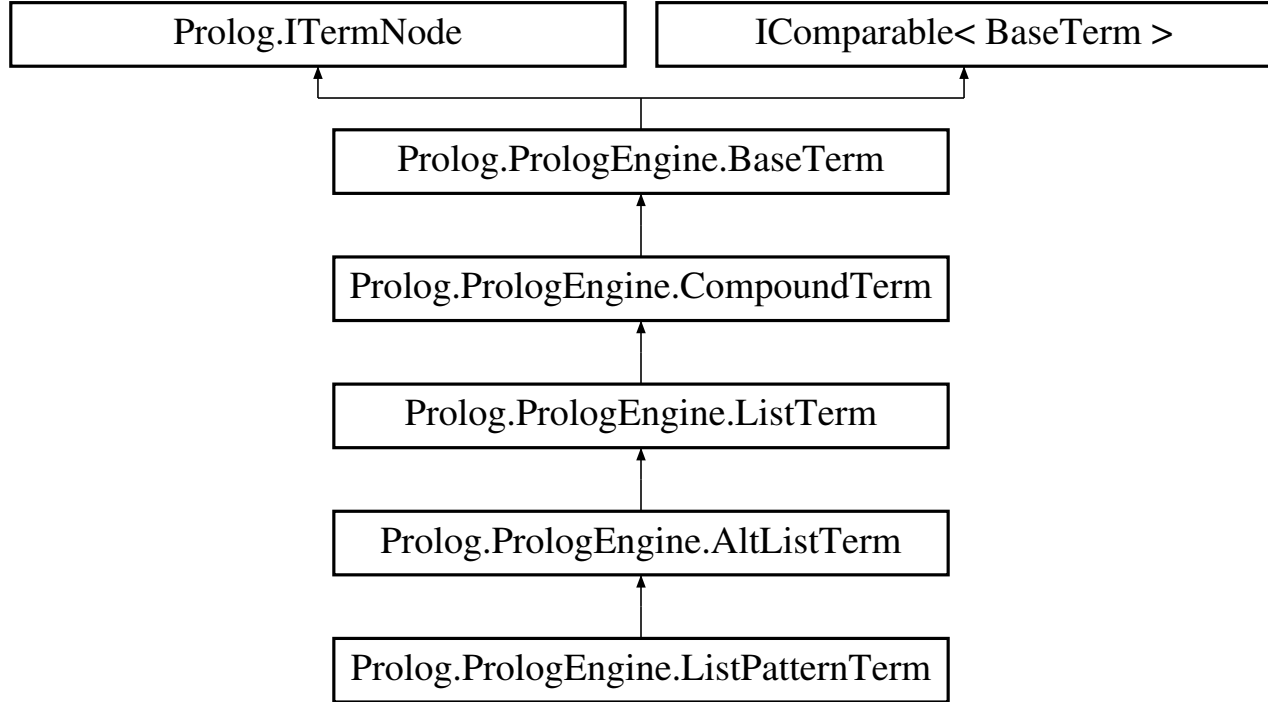 Prolog.ITermNode
IComparable< BaseTerm >
Prolog.PrologEngine.BaseTerm
Prolog.PrologEngine.CompoundTerm
Prolog.PrologEngine.ListTerm
Prolog.PrologEngine.AltListTerm
Prolog.PrologEngine.ListPatternTerm